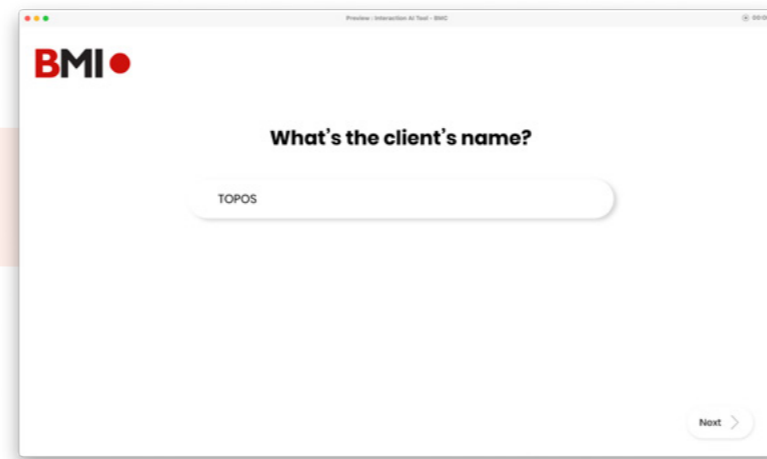 Preview : Interaction AI Tool - BMC
BMI
What's the client's name?
TOPOS
Next